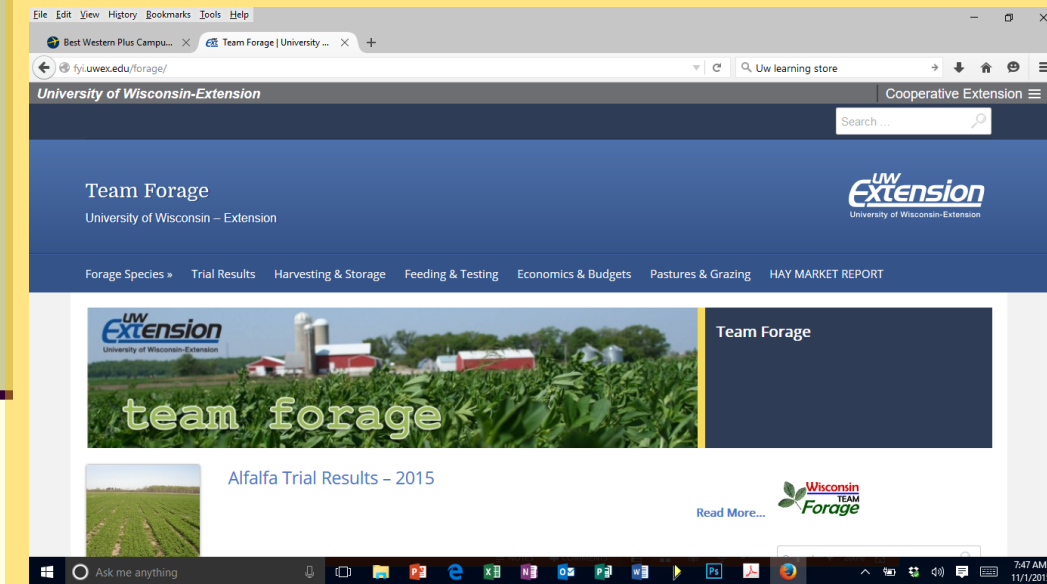 File Edit View History Bookmarks Tools Help
Best Western Plus Campu... Team Forage | University ...
fyi.uwex.edu/forage/ Uw learning store
University of Wisconsin-Extension Cooperative Extension
Search ...
Team Forage
University of Wisconsin – Extension
UW
Extension
University of Wisconsin-Extension
Forage Species » Trial Results Harvesting & Storage Feeding & Testing Economics & Budgets Pastures & Grazing HAY MARKET REPORT
UW
Extension
University of Wisconsin-Extension
team forage
Team Forage
Alfalfa Trial Results – 2015
Read More...
Wisconsin
TEAM
Forage
Ask me anything
7:47 AM